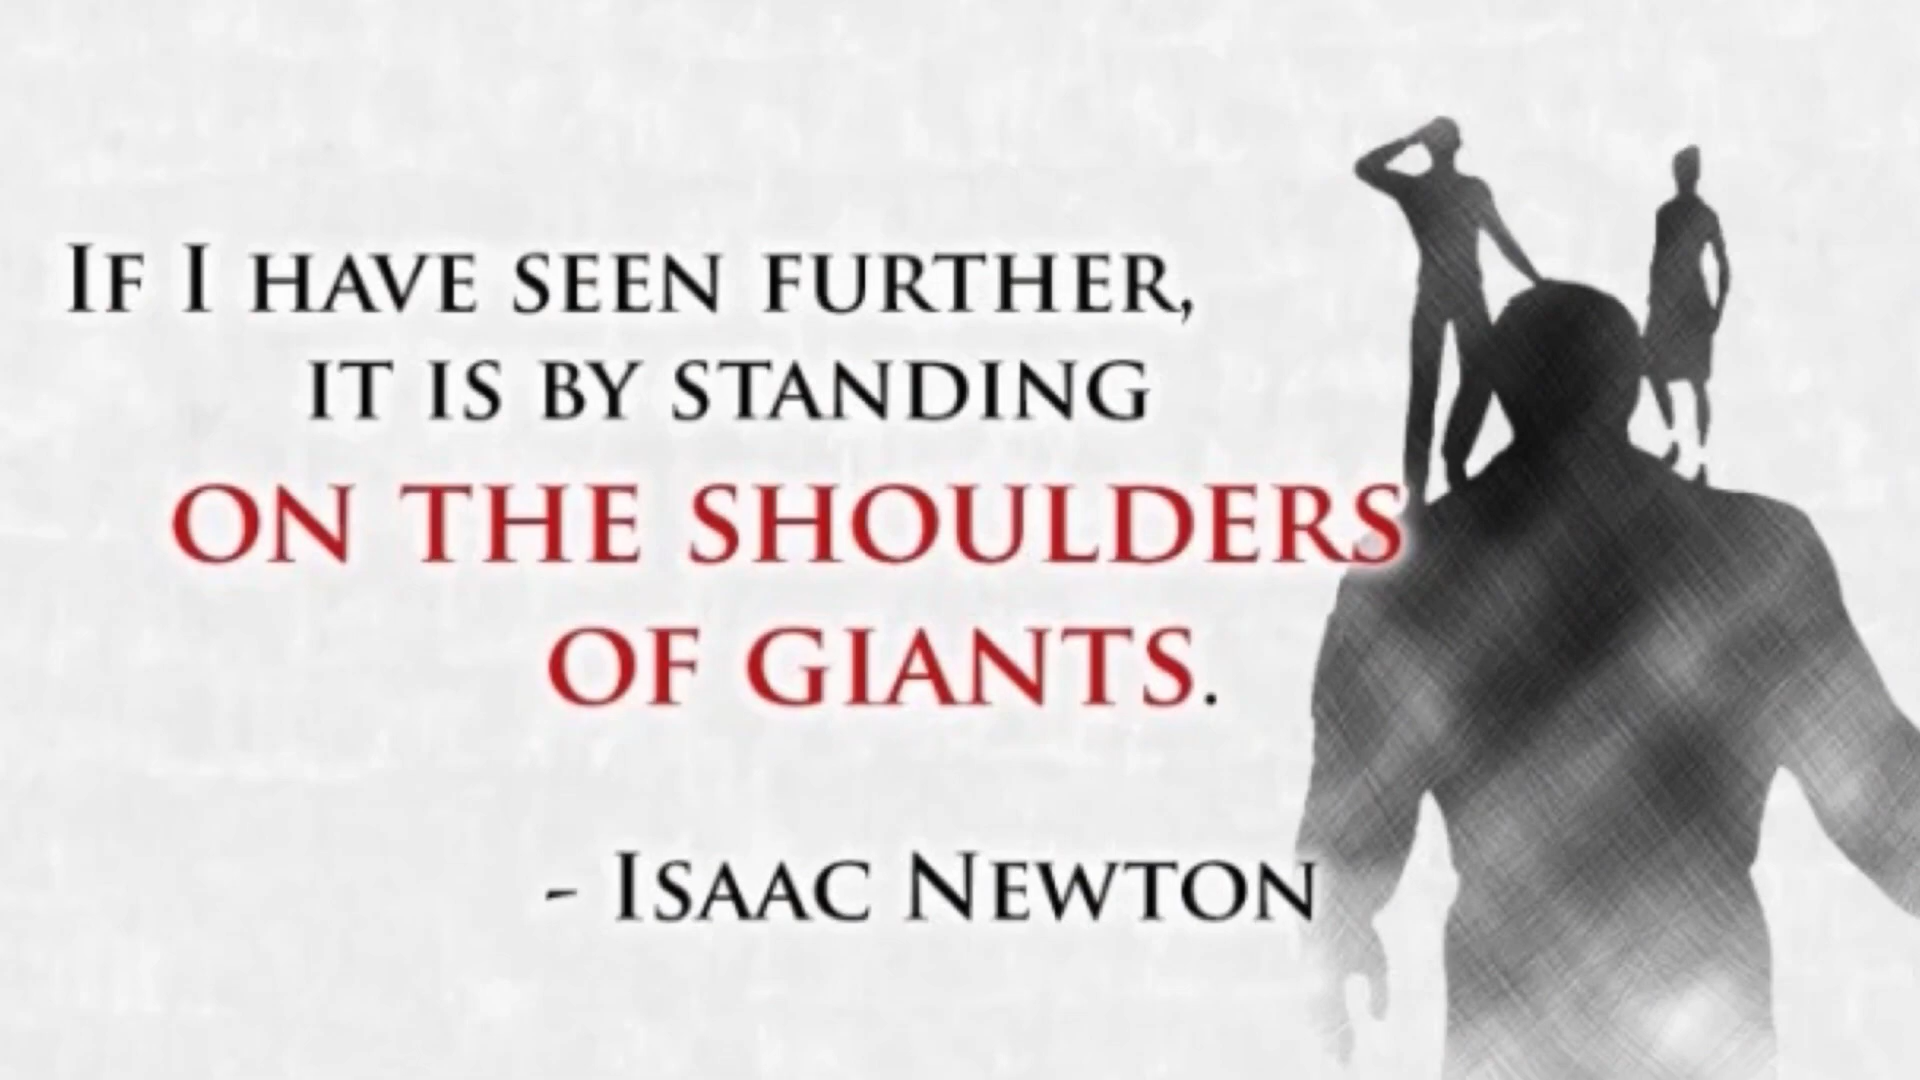 If I have seen further,
it is by standing
on the shoulders
of giants.
- Isaac Newton